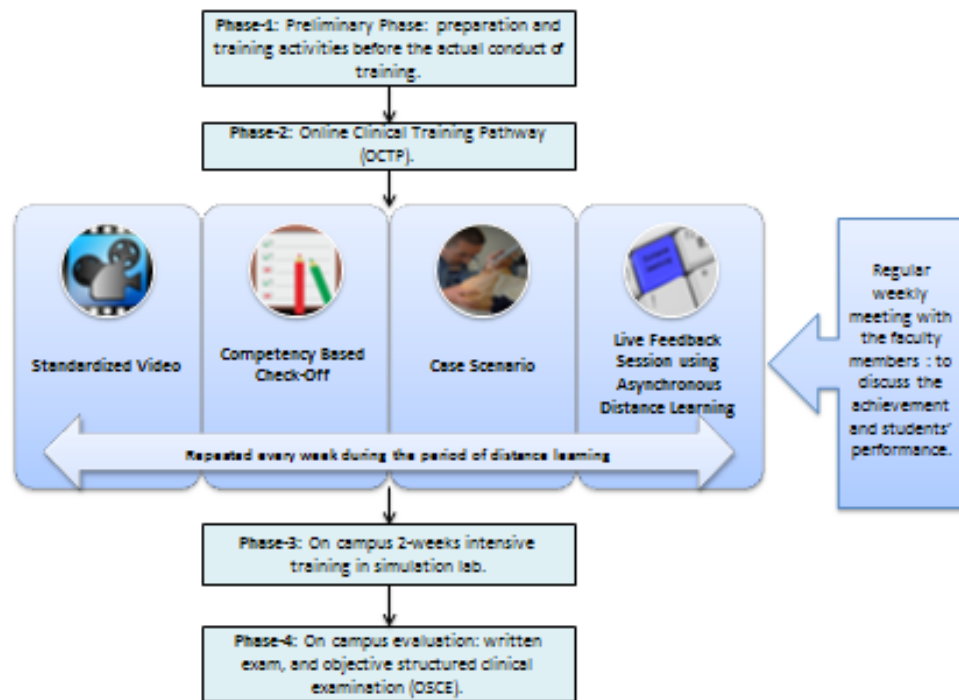 Phase-1: Preliminary Phase: preparation and
training activities before the actual conduct of
training.
Phase-2: Online Clinical Training Pathway
(OCTP).
Standardized Video
Competency Based
Check-Off
Case Scenario
Live Feedback
Session using
Asynchronous
Distance Learning
Repeated every week during the period of distance learning
Regular
weekly
meeting with
the faculty
members : to
discuss the
achievement
and students'
performance.
Phase-3: On campus 2-weeks intensive
training in simulation lab.
Phase-4: On campus evaluation: written
exam, and objective structured clinical
examination (OSCE).